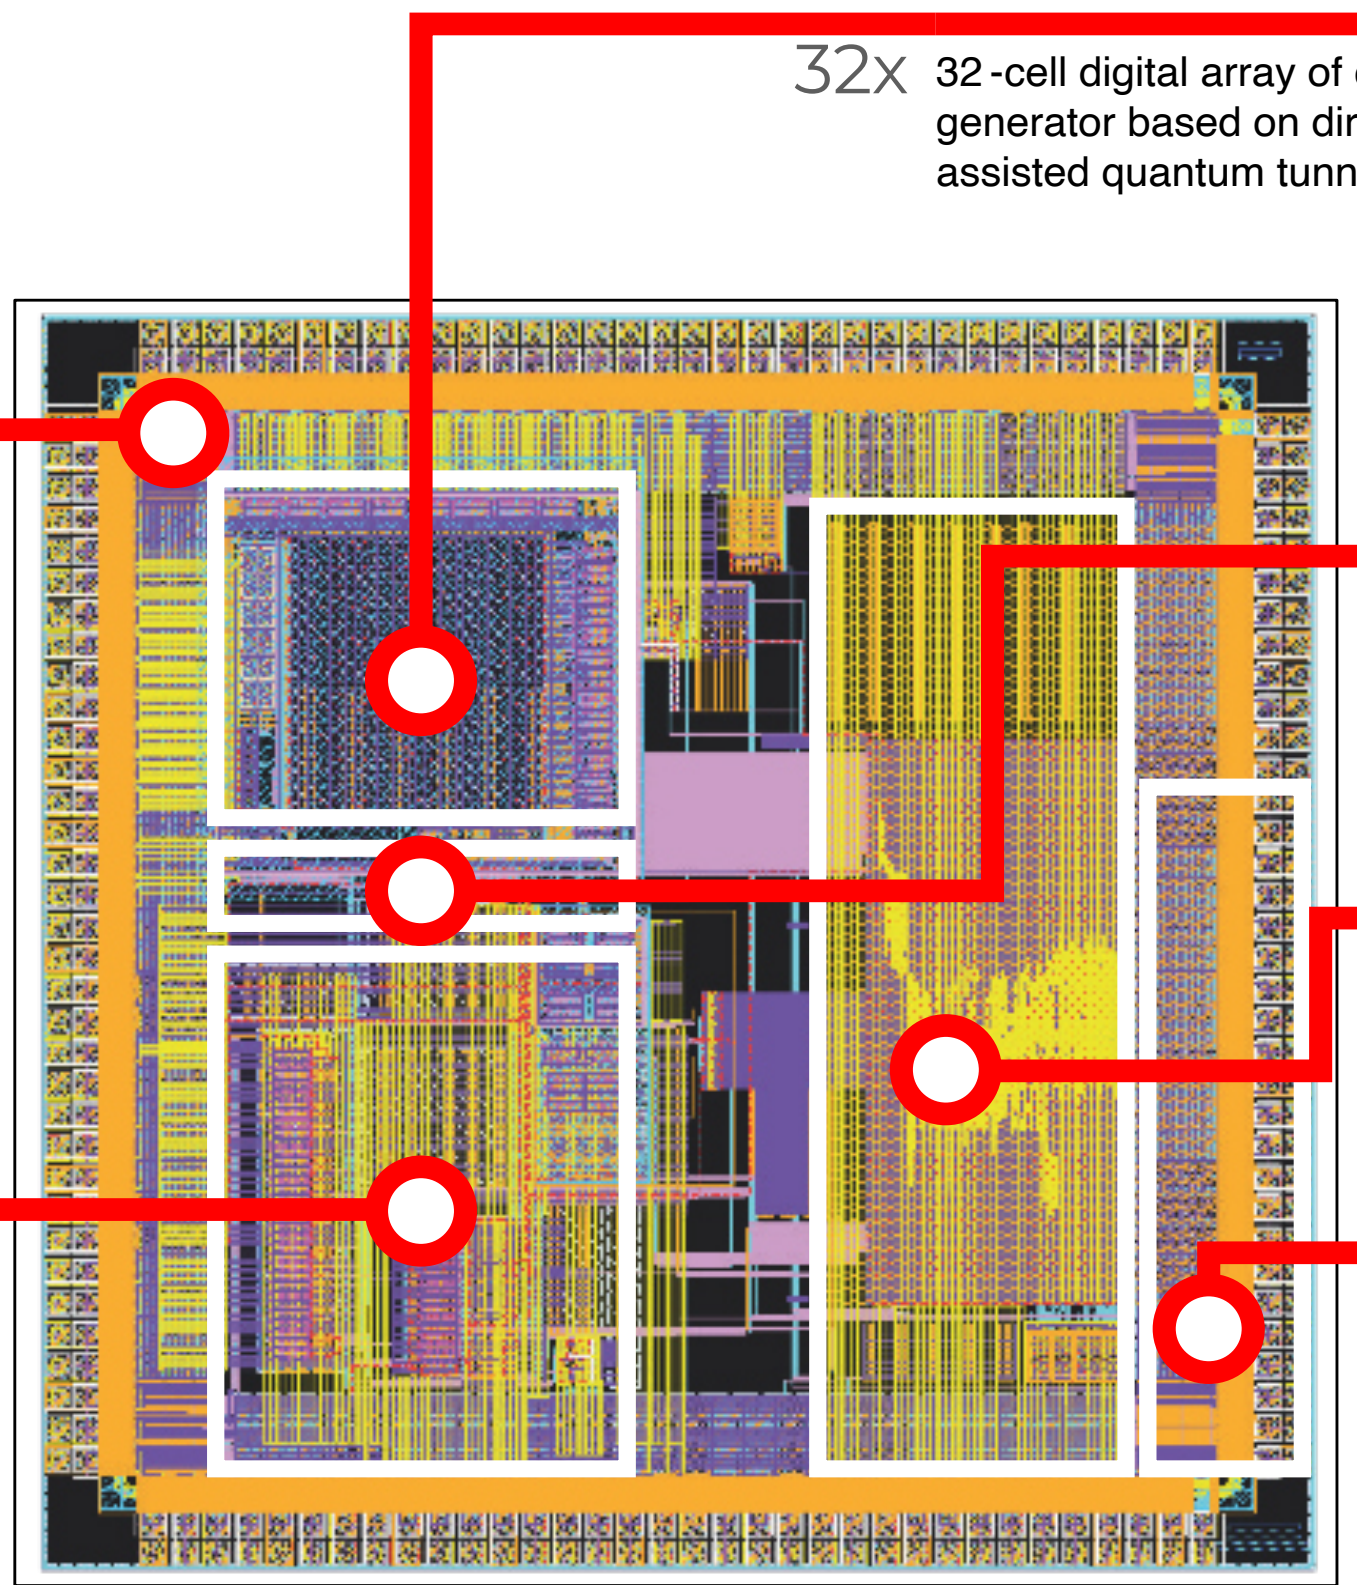 32x 32-cell digital array of
generator based on
assisted quantum